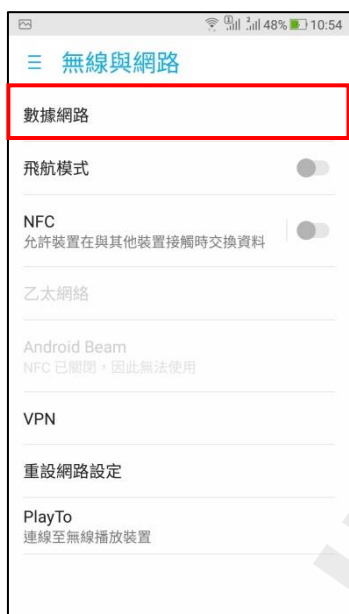 48% 10:54
無線與網路
數據網路
飛航模式
NFC
允許裝置在與其他裝置接觸時交換資料
乙太網絡
Android Beam
NFC 已關閉，因此無法使用
VPN
重設網路設定
PlayTo
連線至無線播放裝置